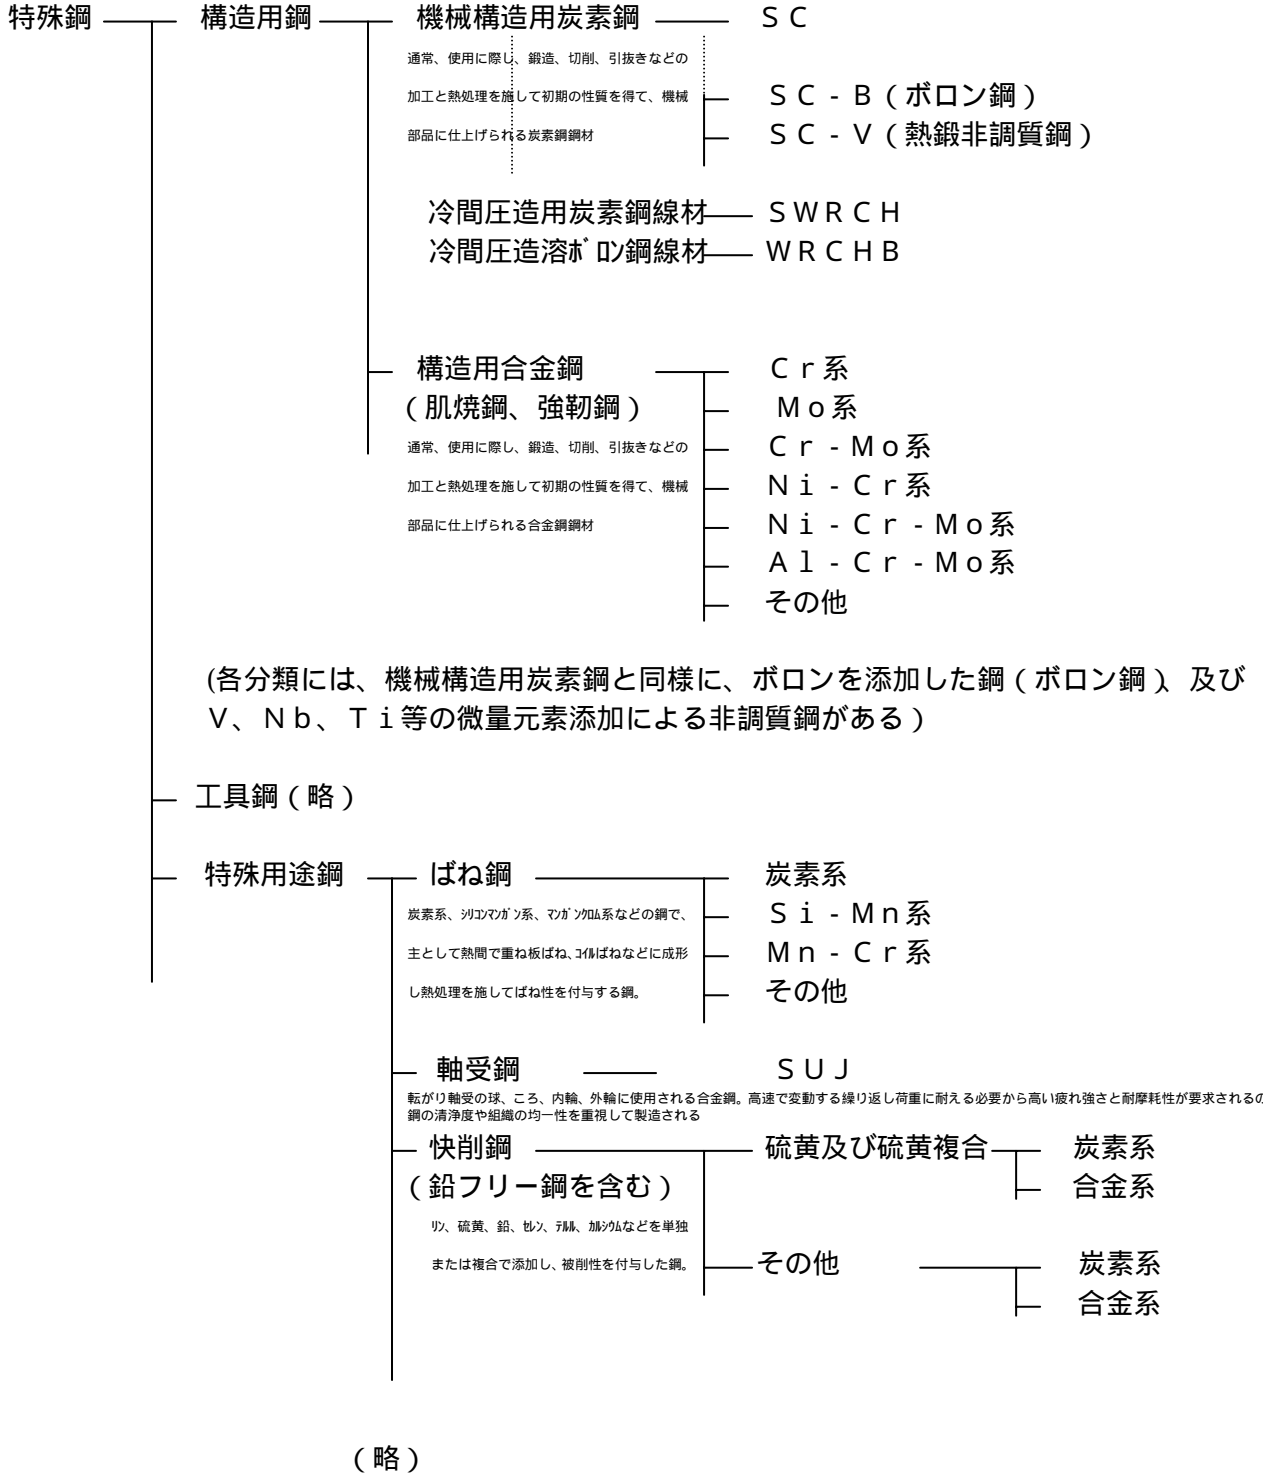 特殊鋼 構造用鋼 機械構造用炭素鋼 ＳＣ
通常、使用に際し、鍛造、切削、引抜きなどの
加工と熱処理を施して初期の性質を得て、機械
部品に仕上げられる炭素鋼鋼材
ＳＣ‐Ｂ（ボロン鋼）
ＳＣ‐Ｖ（熱鍛非調質鋼）
冷間圧造用炭素鋼線材 ＳＷＲＣＨ
冷間圧造溶ﾎﾞﾛﾝ鋼線材 ＷＲＣＨＢ
構造用合金鋼 Ｃｒ系
（肌焼鋼、強靭鋼） Ｍｏ系
通常、使用に際し、鍛造、切削、引抜きなどの
加工と熱処理を施して初期の性質を得て、機械
部品に仕上げられる合金鋼鋼材
Ｃｒ‐Ｍｏ系
Ｎｉ‐Ｃｒ系
Ｎｉ‐Ｃｒ‐Ｍｏ系
Ａｌ‐Ｃｒ‐Ｍｏ系
その他
(各分類には、機械構造用炭素鋼と同様に、ボロンを添加した鋼（ボロン鋼）、及び
Ｖ、Ｎｂ、Ｔｉ等の微量元素添加による非調質鋼がある）
工具鋼（略）
特殊用途鋼 ばね鋼 炭素系
炭素系、ｼﾘｺﾝﾏﾝｶﾞﾝ系、ﾏﾝｶﾞﾝｸﾛﾑ系などの鋼で、
主として熱間で重ね板ばね、ｺｲﾙばねなどに成形
し熱処理を施してばね性を付与する鋼。
Ｓｉ‐Ｍｎ系
Ｍｎ‐Ｃｒ系
その他
軸受鋼 ＳＵＪ
転がり軸受の球、ころ、内輪、外輪に使用される合金鋼。高速で変動する繰り返し荷重に耐える必要から高い疲れ強さと耐摩耗性が要求されるの
鋼の清浄度や組織の均一性を重視して製造される
快削鋼 硫黄及び硫黄複合 炭素系
（鉛フリー鋼を含む） 合金系
ﾘﾝ、硫黄、鉛、ｾﾚﾝ、ﾃﾙﾙ、ｶﾙｼｳﾑなどを単独
または複合で添加し、被削性を付与した鋼。
その他 炭素系
合金系
（略）